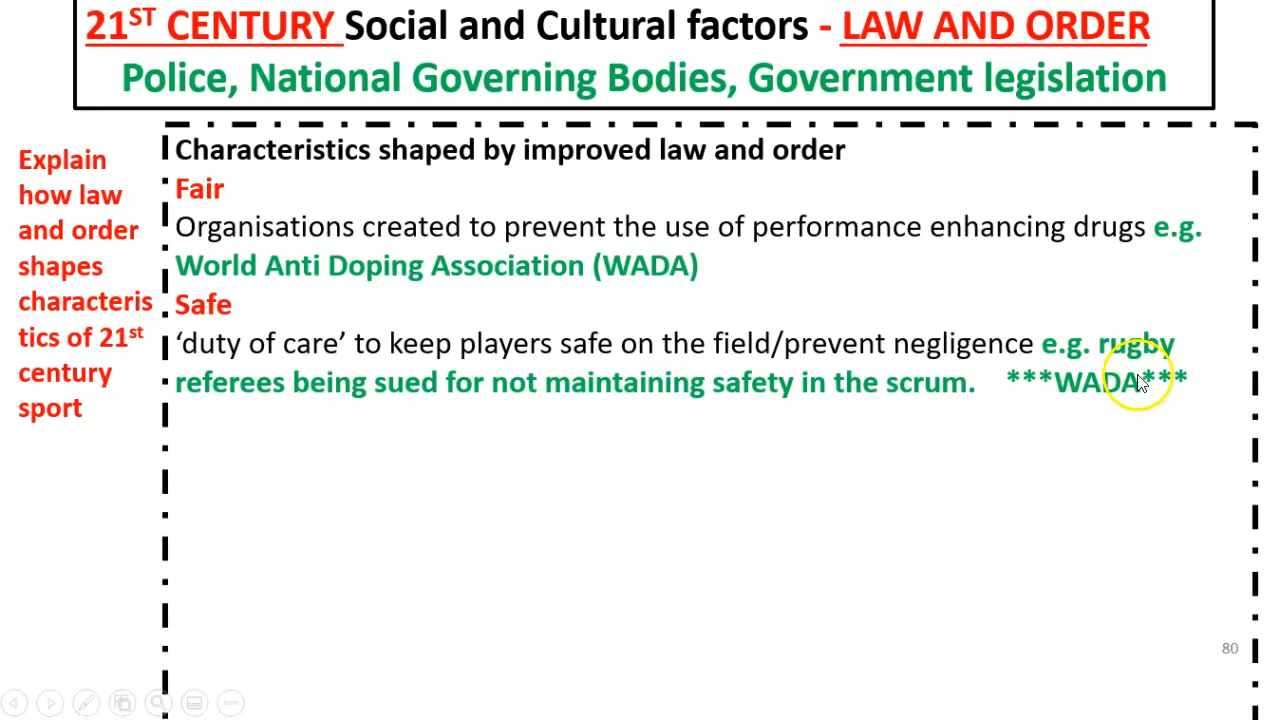 21ST CENTURY Social and Cultural factors - LAW AND ORDER
Police, National Governing Bodies, Government legislation
Explain
how law
and order
shapes
characteris
tics of 21st
century
sport
Characteristics shaped by improved law and order
Fair
Organisations created to prevent the use of performance enhancing drugs e.g.
World Anti Doping Association (WADA)
Safe
‘duty of care’ to keep players safe on the field/prevent negligence e.g. rugby
referees being sued for not maintaining safety in the scrum. ***WADA***
80